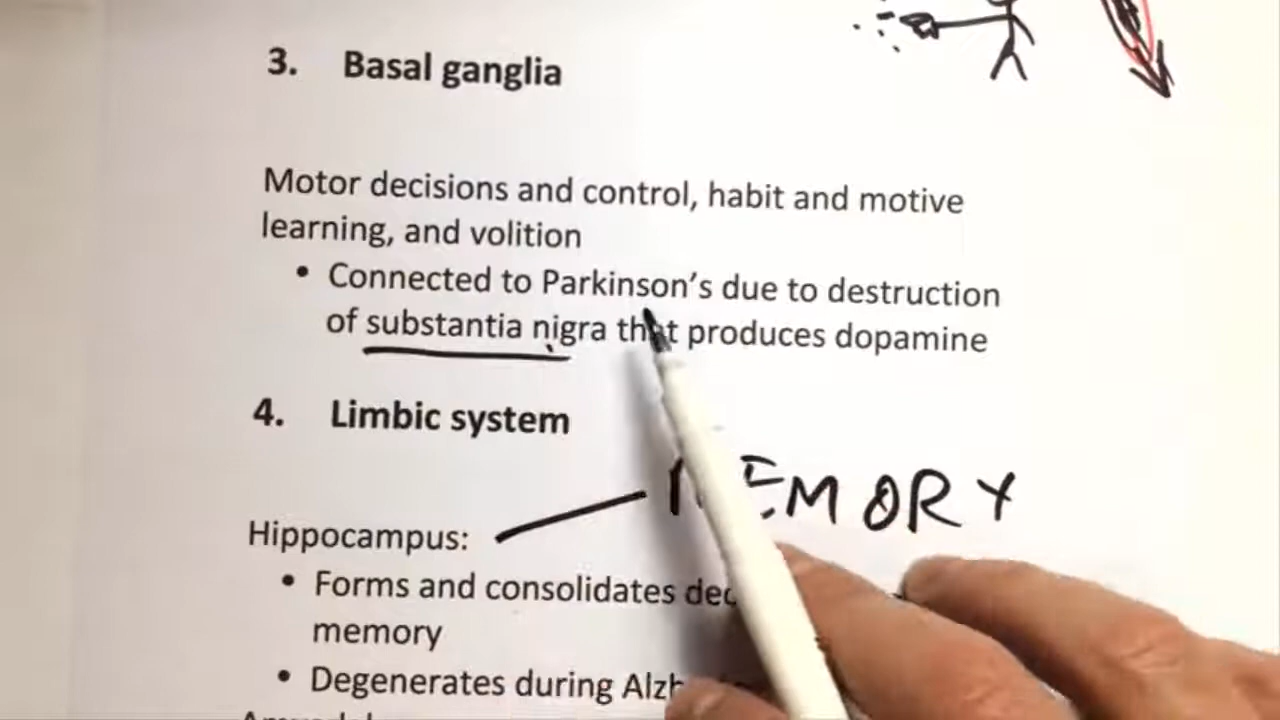 3. Basal ganglia
Motor decisions and control, habit and motive
learning, and volition
• Connected to Parkinson's due to destruction
of substantia nigra that produces dopamine
4. Limbic system
MEMORY
Hippocampus:
• Forms and consolidates
memory
• Degenerates during